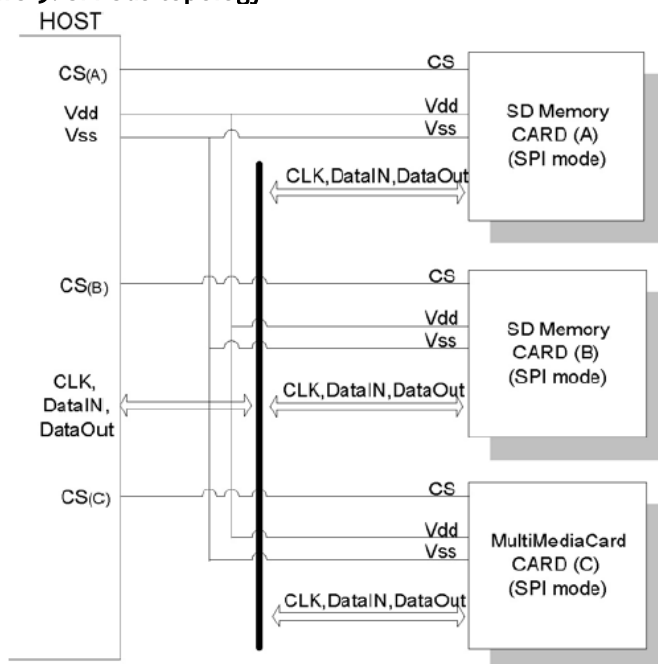 HOST
CS(A)
Vdd
Vss
CS
Vdd
Vss
CLK,DataIN,DataOut
SD Memory
CARD (A)
(SPI mode)
CS(B)
CS
Vdd
Vss
CLK,DataIN,DataOut
SD Memory
CARD (B)
(SPI mode)
CLK,
DataIN,
DataOut
CS(C)
CS
Vdd
Vss
CLK,DataIN,DataOut
MultiMediaCard
CARD (C)
(SPI mode)